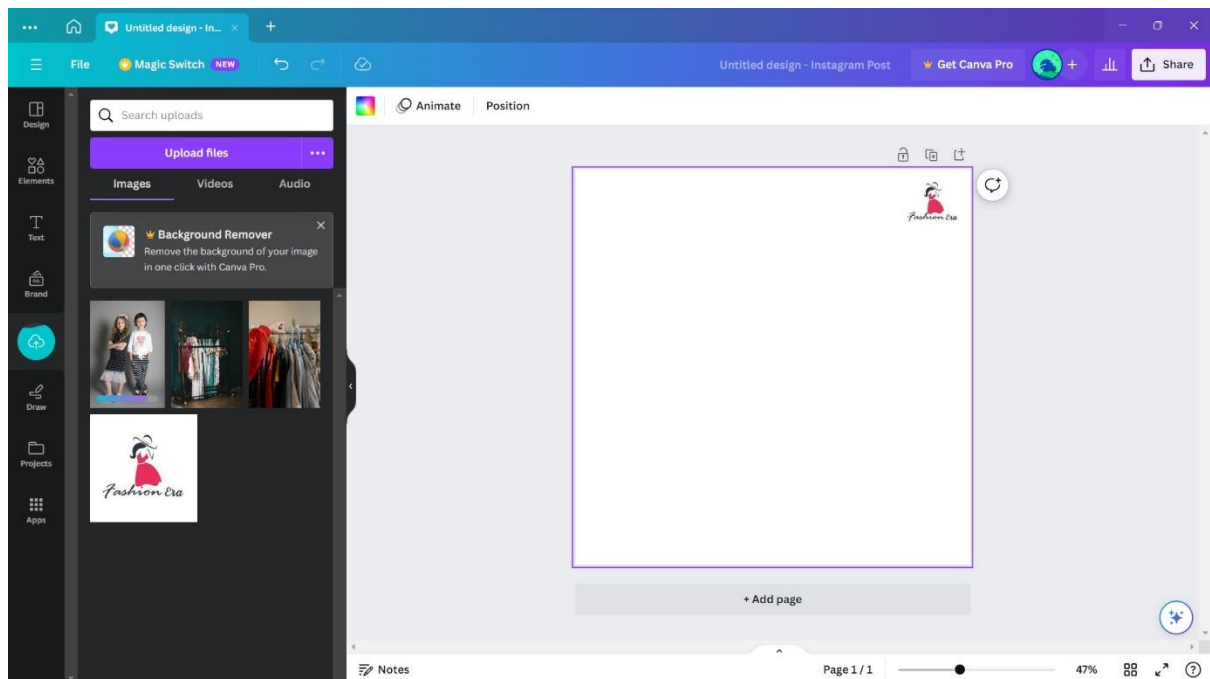 Untitled design - In...
File
Magic Switch NEW
Untitled design - Instagram Post
Get Canva Pro
Share
Design
Elements
Text
Brand
Draw
Projects
Apps
Search uploads
Upload files
Images Videos Audio
Background Remover
Remove the background of your image
in one click with Canva Pro.
Fashion Era
Animate Position
Fashion Era
+ Add page
Notes
Page 1 / 1
47%